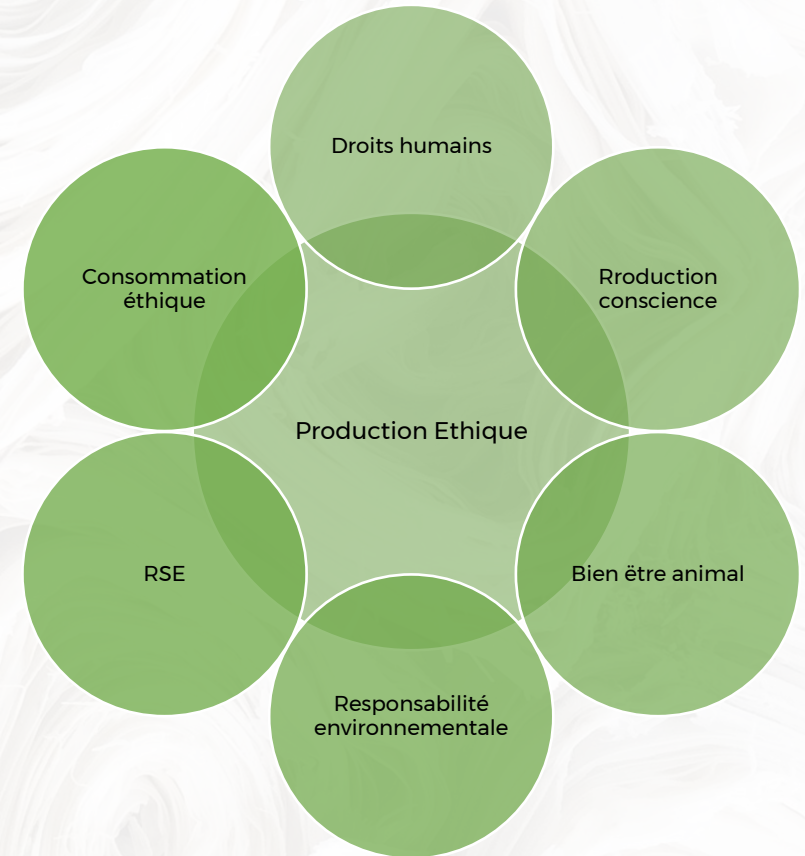 Droits humains
Consommation
éthique
Rroduction
conscience
Production Ethique
RSE
Bien ëtre animal
Responsabilité
environnementale